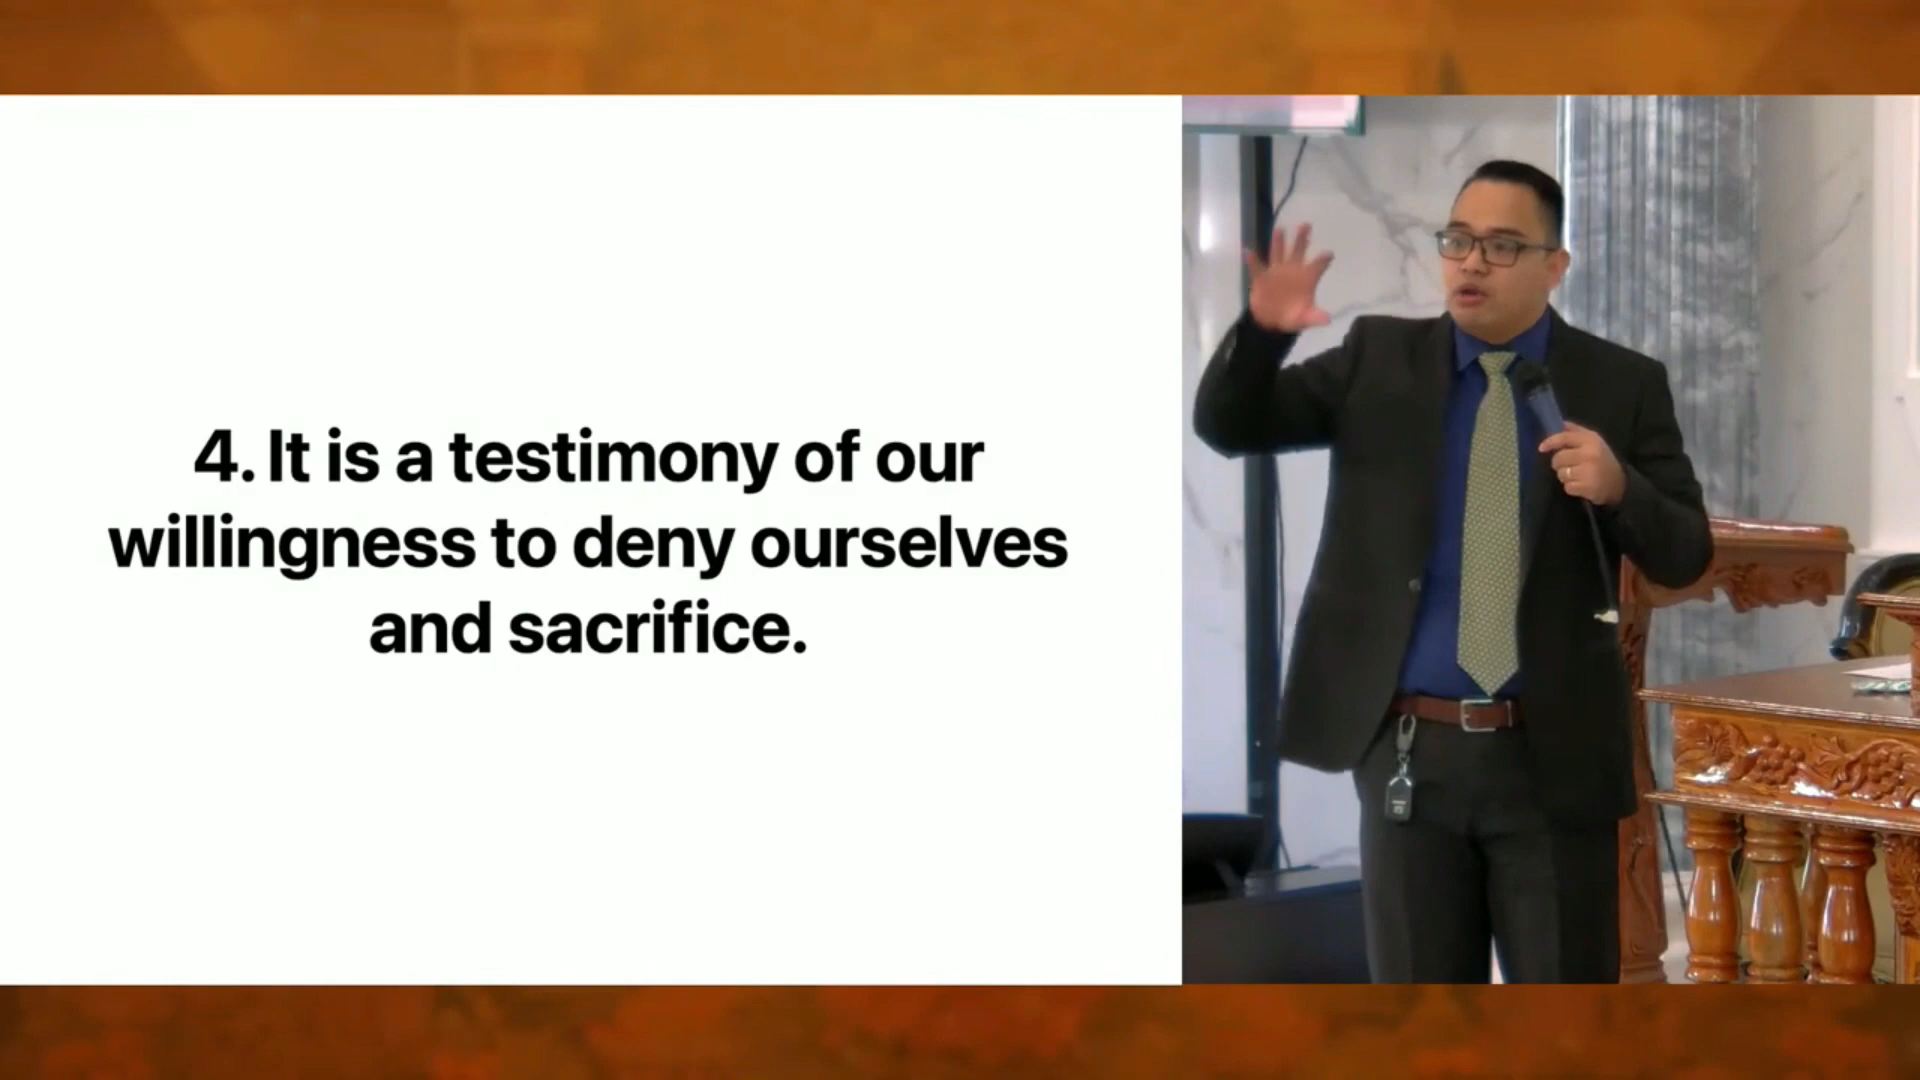 4. It is a testimony of our
willingness to deny ourselves
and sacrifice.